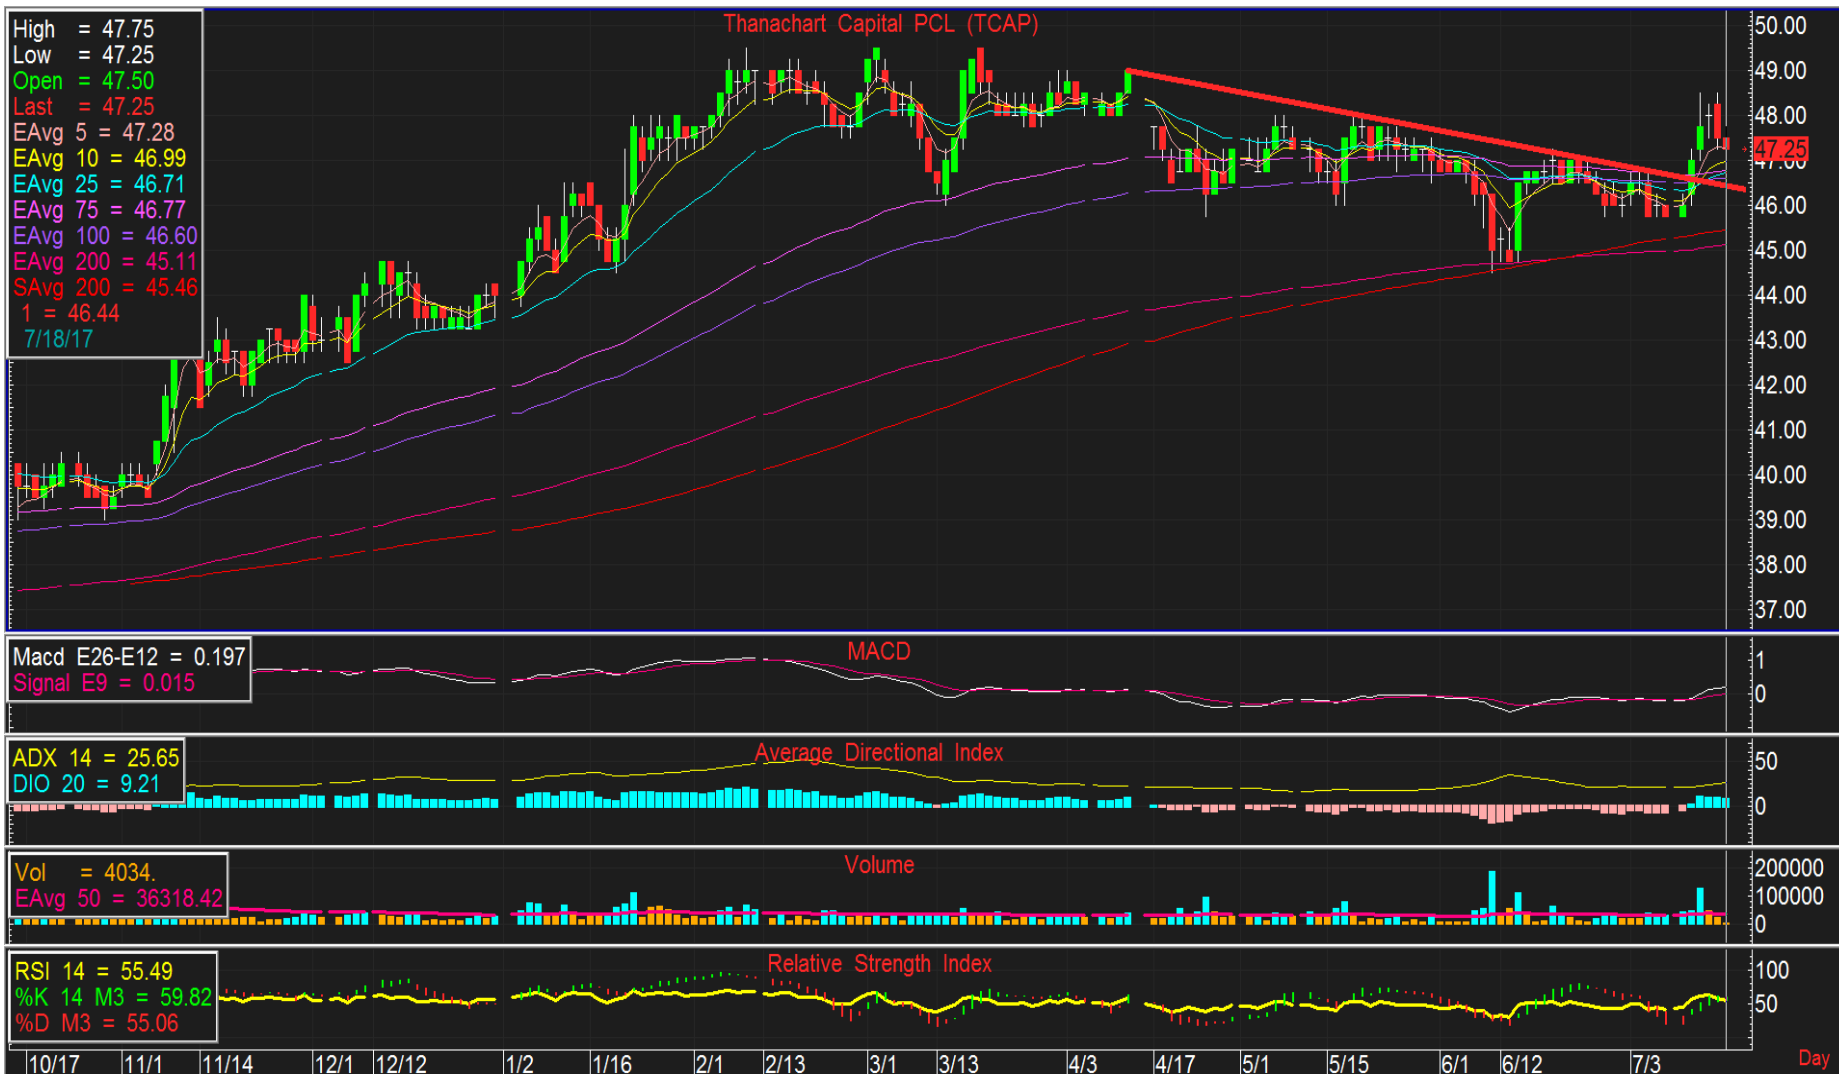 Thanachart Capital PCL (TCAP)
High = 47.75
Low = 47.25
Open = 47.50
Last = 47.25
EAvg 5 = 47.28
EAvg 10 = 46.99
EAvg 25 = 46.71
EAvg 75 = 46.77
EAvg 100 = 46.60
EAvg 200 = 45.11
SAvg 200 = 45.46
1 = 46.44
7/18/17
50.00
49.00
48.00
47.25
47.00
46.00
45.00
44.00
43.00
42.00
41.00
40.00
39.00
38.00
37.00
MACD
Macd E26-E12 = 0.197
Signal E9 = 0.015
1
0
Average Directional Index
ADX 14 = 25.65
DIO 20 = 9.21
50
0
Volume
Vol = 4034.
EAvg 50 = 36318.42
200000
100000
0
Relative Strength Index
RSI 14 = 55.49
%K 14 M3 = 59.82
%D M3 = 55.06
100
50
10/17 11/1 11/14 12/1 12/12 1/2 1/16 2/1 2/13 3/1 3/13 4/3 4/17 5/1 5/15 6/1 6/12 7/3 Day